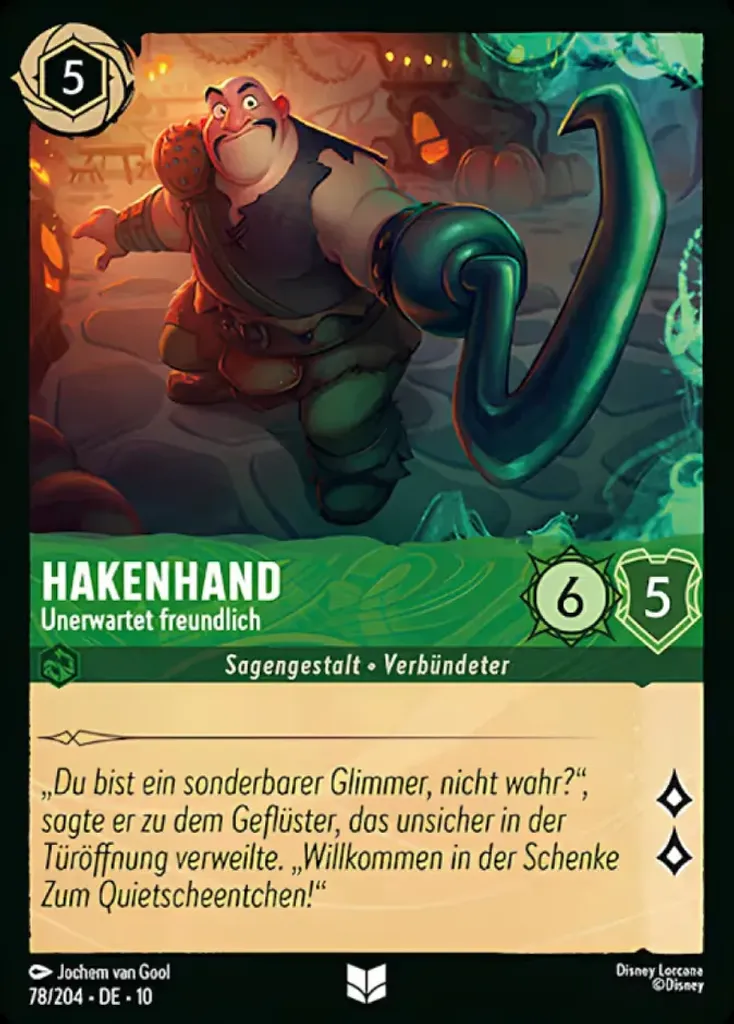 5
HAKENHAND
Unerwartet freundlich
6
5
Sagengestalt • Verbündeter
„Du bist ein sonderbarer Glimmer, nicht wahr?“,
sagte er zu dem Geflüster, das unsicher in der
Türöffnung verweilte. „Willkommen in der Schenke
Zum Quietscheentchen!“
Jochem van Gool
78/204 • DE • 10
Disney Lorcana
©Disney